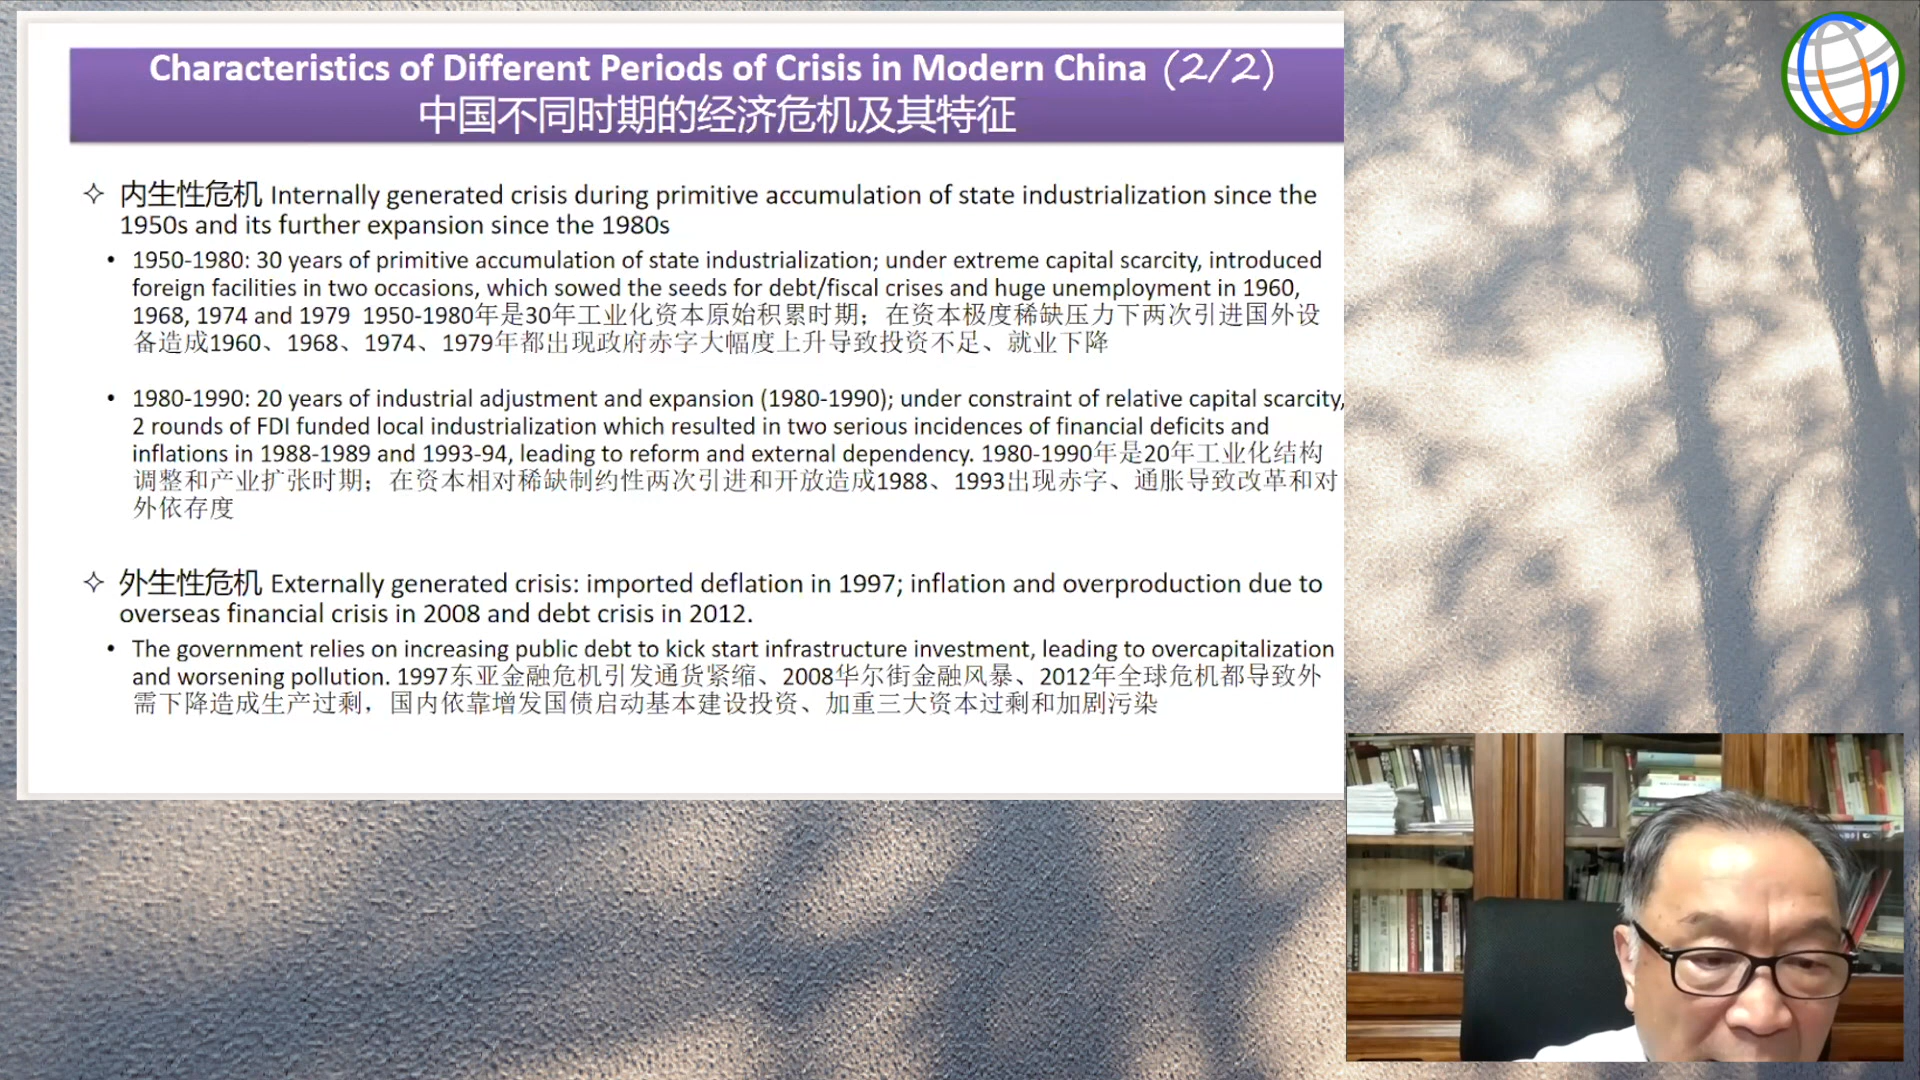 Characteristics of Different Periods of Crisis in Modern China (2/2)
中国不同时期的经济危机及其特征
✧ 内生性危机 Internally generated crisis during primitive accumulation of state industrialization since the
1950s and its further expansion since the 1980s
• 1950-1980: 30 years of primitive accumulation of state industrialization; under extreme capital scarcity, introduced
foreign facilities in two occasions, which sowed the seeds for debt/fiscal crises and huge unemployment in 1960,
1968, 1974 and 1979 1950-1980年是30年工业化资本原始积累时期；在资本极度稀缺压力下两次引进国外设
备造成1960、1968、1974、1979年都出现政府赤字大幅度上升导致投资不足、就业下降
• 1980-1990: 20 years of industrial adjustment and expansion (1980-1990); under constraint of relative capital scarcity,
2 rounds of FDI funded local industrialization which resulted in two serious incidences of financial deficits and
inflations in 1988-1989 and 1993-94, leading to reform and external dependency. 1980-1990年是20年工业化结构
调整和产业扩张时期；在资本相对稀缺制约性两次引进和开放造成1988、1993出现赤字、通胀导致改革和对
外依存度
✧ 外生性危机 Externally generated crisis: imported deflation in 1997; inflation and overproduction due to
overseas financial crisis in 2008 and debt crisis in 2012.
• The government relies on increasing public debt to kick start infrastructure investment, leading to overcapitalization
and worsening pollution. 1997东亚金融危机引发通货紧缩、2008华尔街金融风暴、2012年全球危机都导致外
需下降造成生产过剩，国内依靠增发国债启动基本建设投资、加重三大资本过剩和加剧污染